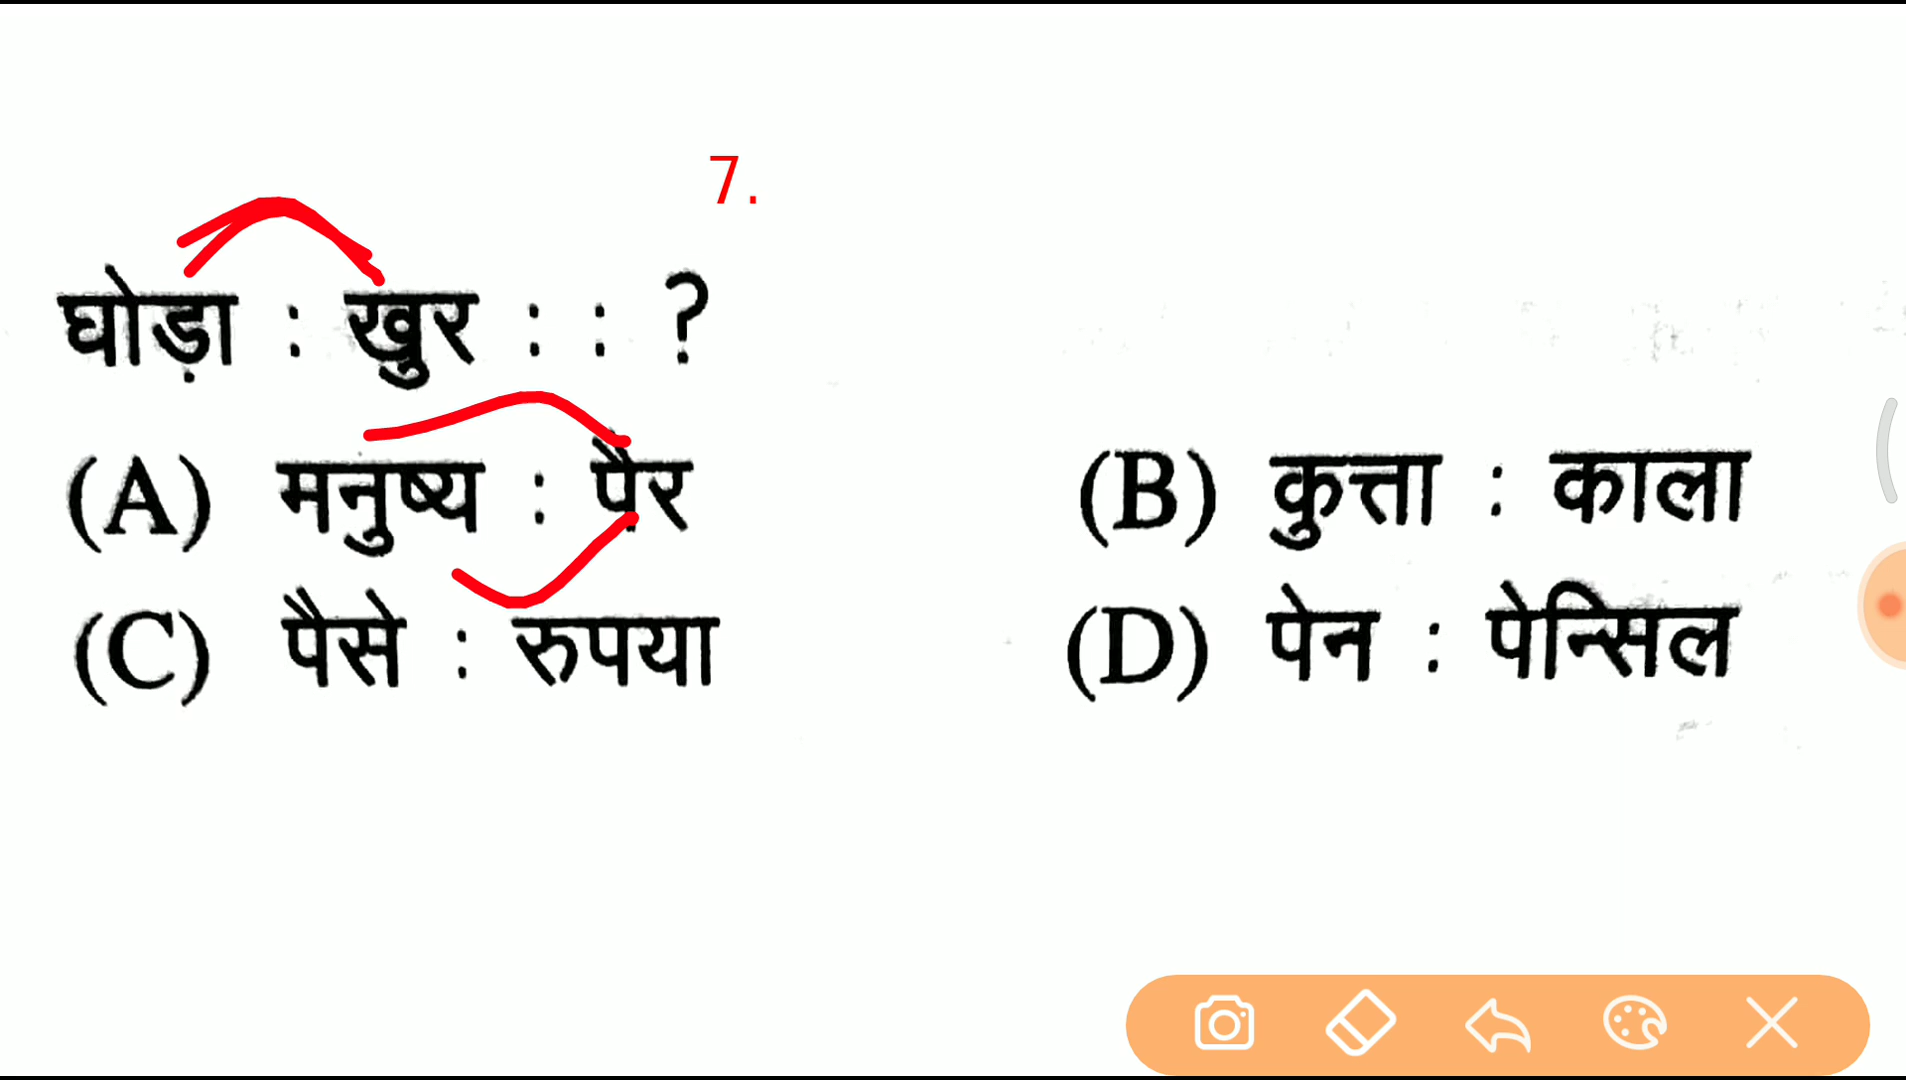 7.
घोड़ा : खुर : : ?
(A) मनुष्य : पैर (B) कुत्ता : काला
(C) पैसे : रुपया (D) पेन : पेन्सिल